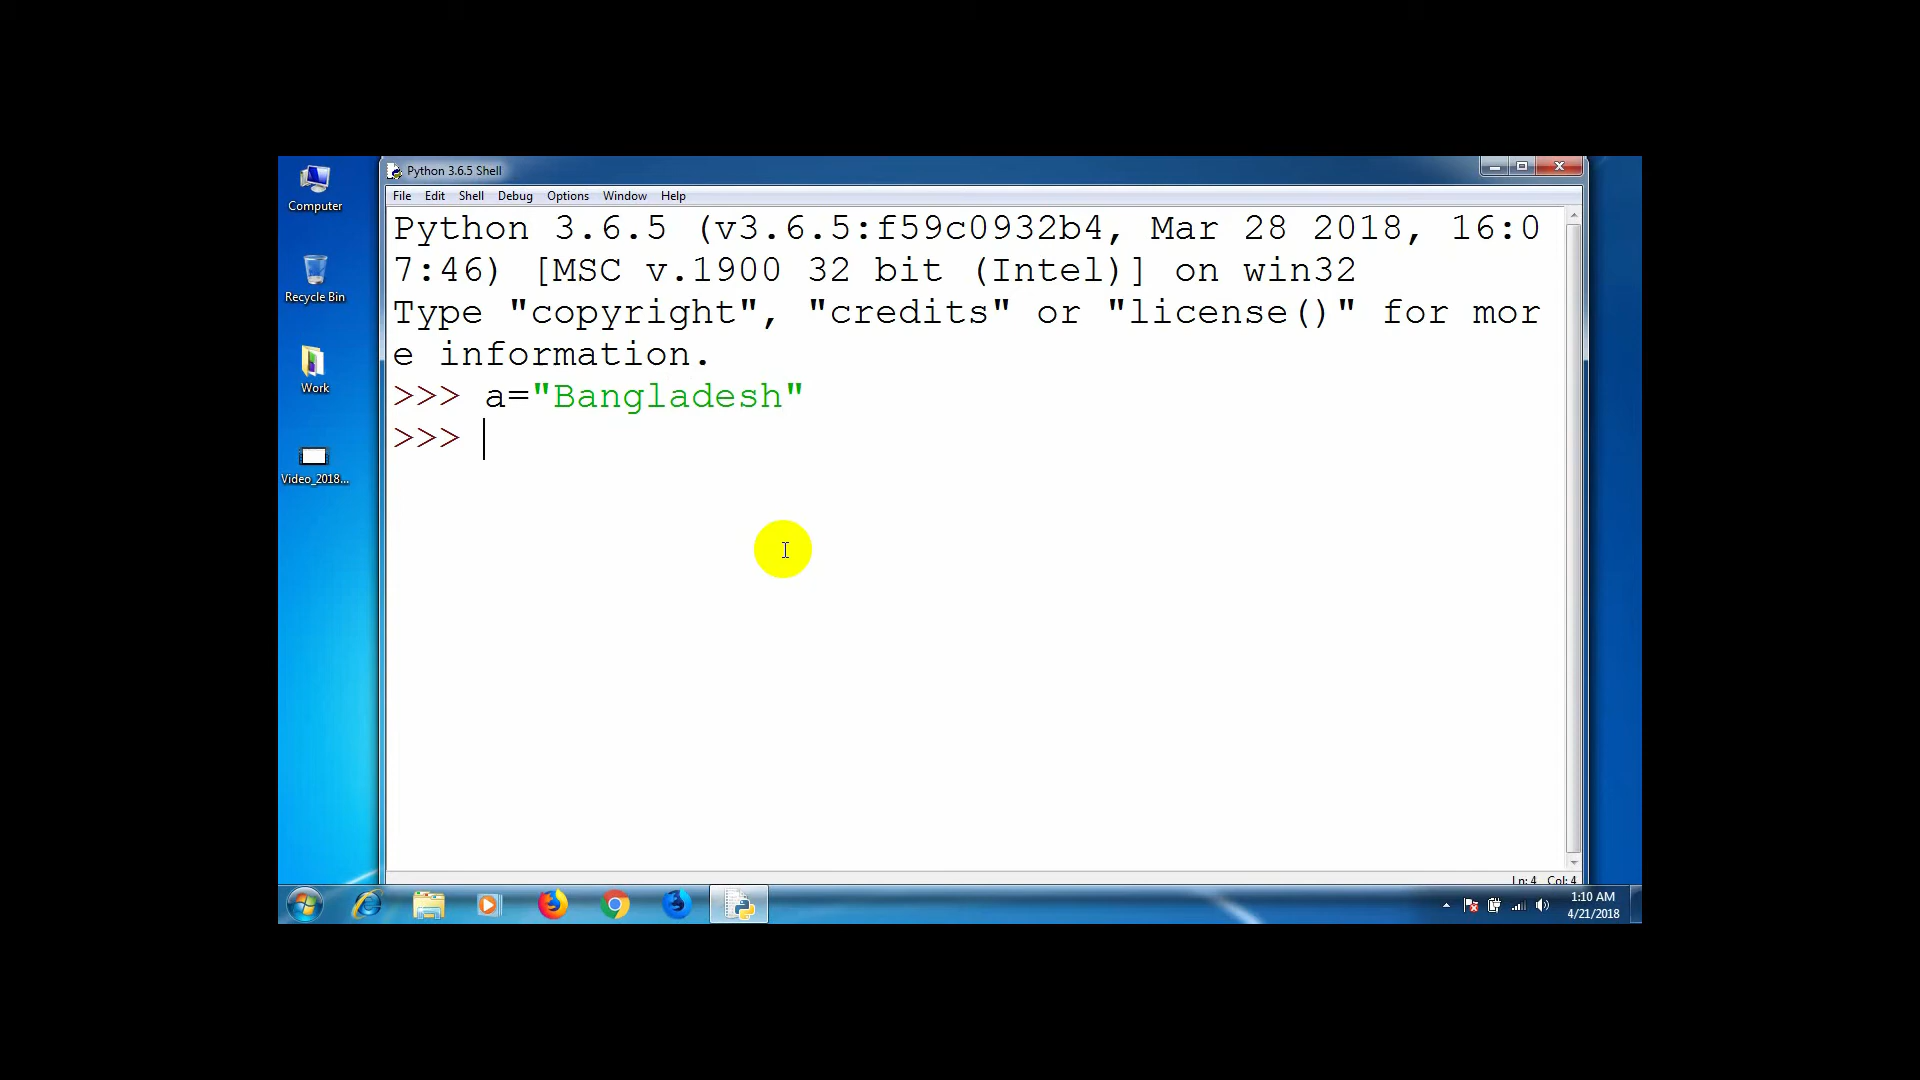 Computer
Recycle Bin
Work
Video_2018...
Python 3.6.5 Shell
File Edit Shell Debug Options Window Help
Python 3.6.5 (v3.6.5:f59c0932b4, Mar 28 2018, 16:0
7:46) [MSC v.1900 32 bit (Intel)] on win32
Type "copyright", "credits" or "license()" for mor
e information.
>>> a="Bangladesh"
>>>
Ln: 4 Col: 4
1:10 AM
4/21/2018